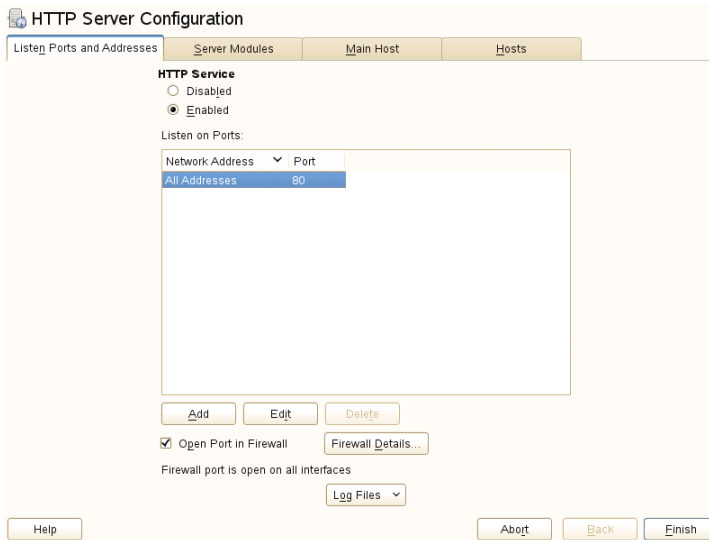 HTTP Server Configuration
Listen Ports and Addresses Server Modules Main Host Hosts
HTTP Service
Disabled
Enabled
Listen on Ports:
Network Address Port
All Addresses 80
Add Edit Delete
Open Port in Firewall Firewall Details...
Firewall port is open on all interfaces
Log Files
Help Abort Back Finish